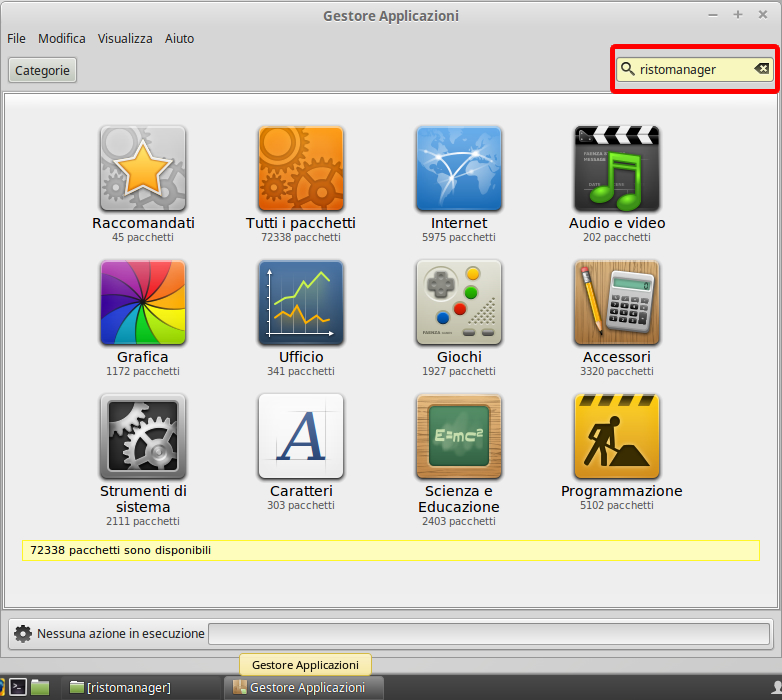 Gestore Applicazioni
File Modifica Visualizza Aiuto
Categorie
ristomanager
Raccomandati
45 pacchetti
Tutti i pacchetti
72338 pacchetti
Internet
5975 pacchetti
Audio e video
202 pacchetti
Grafica
1172 pacchetti
Ufficio
341 pacchetti
Giochi
1927 pacchetti
Accessori
3320 pacchetti
Strumenti di
sistema
2111 pacchetti
A
Caratteri
303 pacchetti
E=mc²
Scienza e
Educazione
2403 pacchetti
Programmazione
5102 pacchetti
72338 pacchetti sono disponibili
Nessuna azione in esecuzione
Gestore Applicazioni
[ristomanager]
Gestore Applicazioni